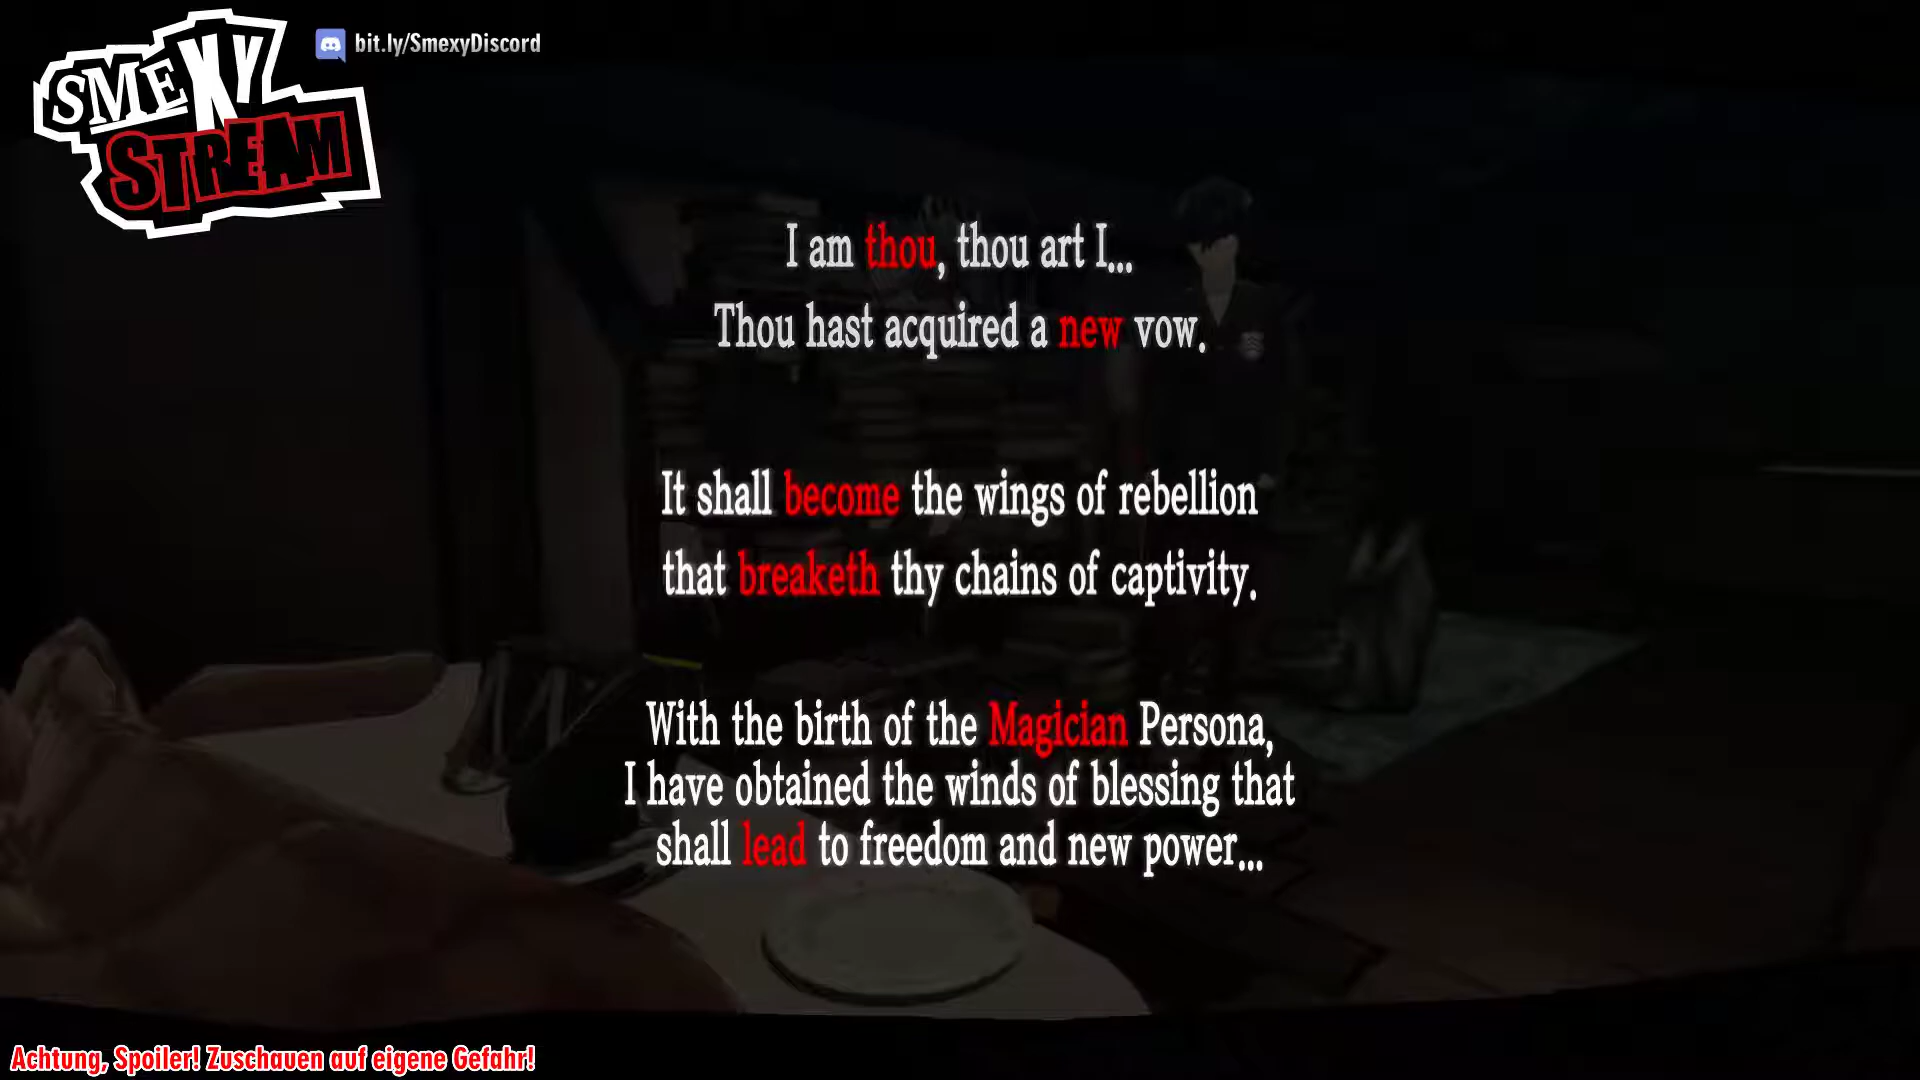 SMEXY
STREAM
bit.ly/SmexyDiscord
I am thou, thou art I...
Thou hast acquired a new vow.
It shall become the wings of rebellion
that breaketh thy chains of captivity.
With the birth of the Magician Persona,
I have obtained the winds of blessing that
shall lead to freedom and new power...
Achtung, Spoiler! Zuschauen auf eigene Gefahr!